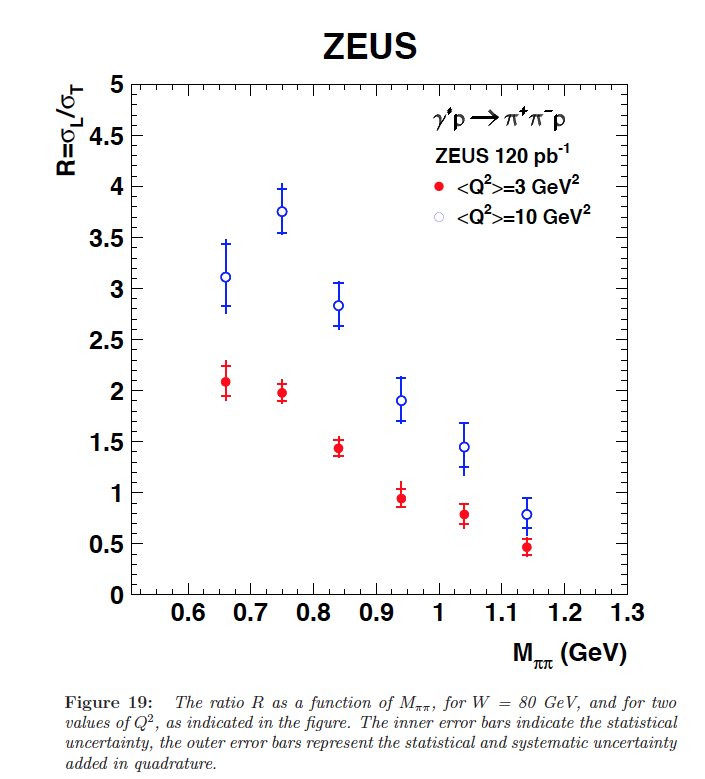 ZEUS
R=σL/σT
5
4.5
4
3.5
3
2.5
2
1.5
1
0.5
0
γ*p → π⁺π⁻p
ZEUS 120 pb⁻¹
<Q²>=3 GeV²
<Q²>=10 GeV²
0.6 0.7 0.8 0.9 1 1.1 1.2 1.3
Mππ (GeV)
Figure 19: The ratio R as a function of Mππ, for W = 80 GeV, and for two
values of Q², as indicated in the figure. The inner error bars indicate the statistical
uncertainty, the outer error bars represent the statistical and systematic uncertainty
added in quadrature.